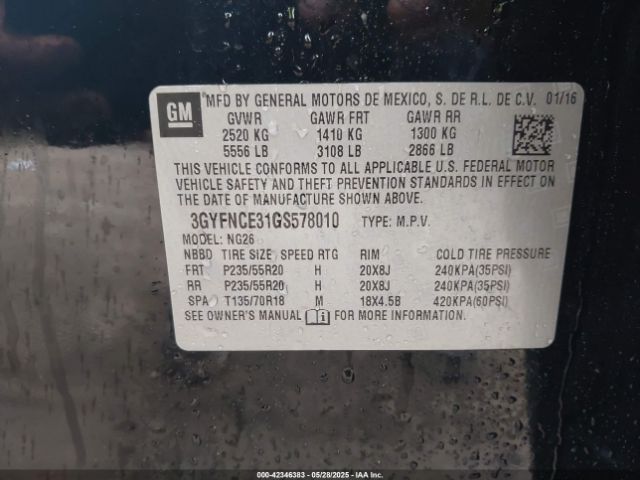 GM
MFD BY GENERAL MOTORS DE MEXICO, S. DE R.L. DE C.V. 01/16
GVWR GAWR FRT GAWR RR
2520 KG 1410 KG 1300 KG
5556 LB 3108 LB 2866 LB
THIS VEHICLE CONFORMS TO ALL APPLICABLE U.S. FEDERAL MOTOR
VEHICLE SAFETY AND THEFT PREVENTION STANDARDS IN EFFECT ON
THE DATE OF MANUFACTURE SHOWN ABOVE.
3GYFNCE31GS578010 TYPE: M.P.V.
MODEL: NG26
NBBD TIRE SIZE SPEED RTG RIM COLD TIRE PRESSURE
FRT P235/55R20 H 20X8J 240KPA(35PSI)
RR P235/55R20 H 20X8J 240KPA(35PSI)
SPA T135/70R18 M 18X4.5B 420KPA(60PSI)
SEE OWNER'S MANUAL FOR MORE INFORMATION.
000-42346383 - 05/28/2025 - IAA Inc.